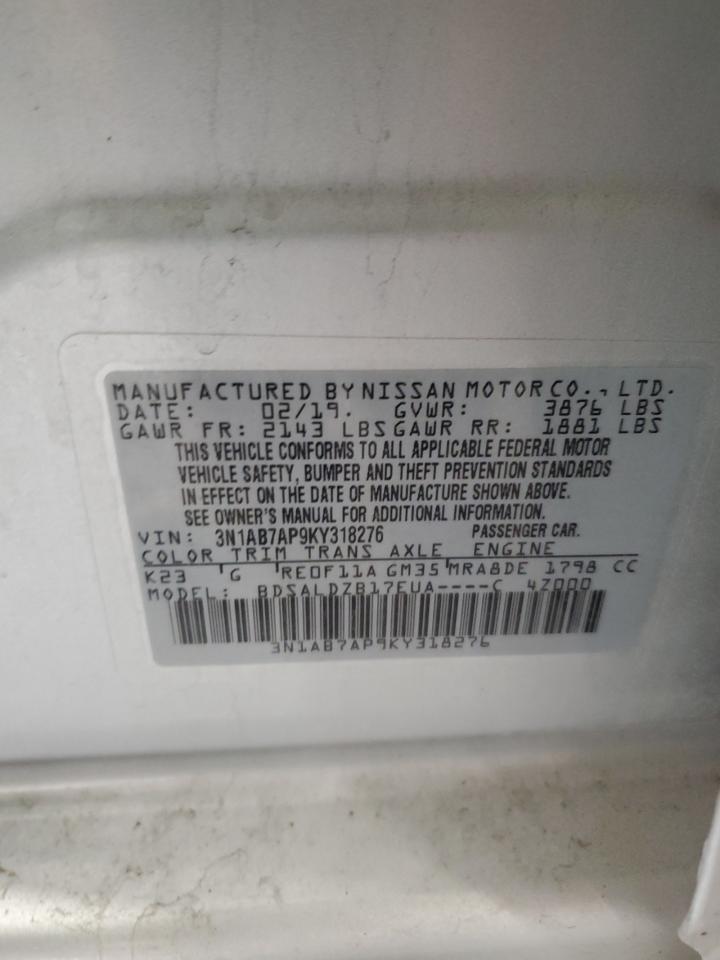 MANUFACTURED BY NISSAN MOTOR CO., LTD.
DATE: 02/19. GVWR: 3876 LBS
GAWR FR: 2143 LBS GAWR RR: 1881 LBS
THIS VEHICLE CONFORMS TO ALL APPLICABLE FEDERAL MOTOR
VEHICLE SAFETY, BUMPER AND THEFT PREVENTION STANDARDS
IN EFFECT ON THE DATE OF MANUFACTURE SHOWN ABOVE.
SEE OWNER'S MANUAL FOR ADDITIONAL INFORMATION.
VIN: 3N1AB7AP9KY318276 PASSENGER CAR.
COLOR TRIM TRANS AXLE ENGINE
K23 G RE0F11A GM35 MRA8DE 1798 CC
MODEL: BDSALDZB17EUA----C 4Z000
3N1AB7AP9KY318276